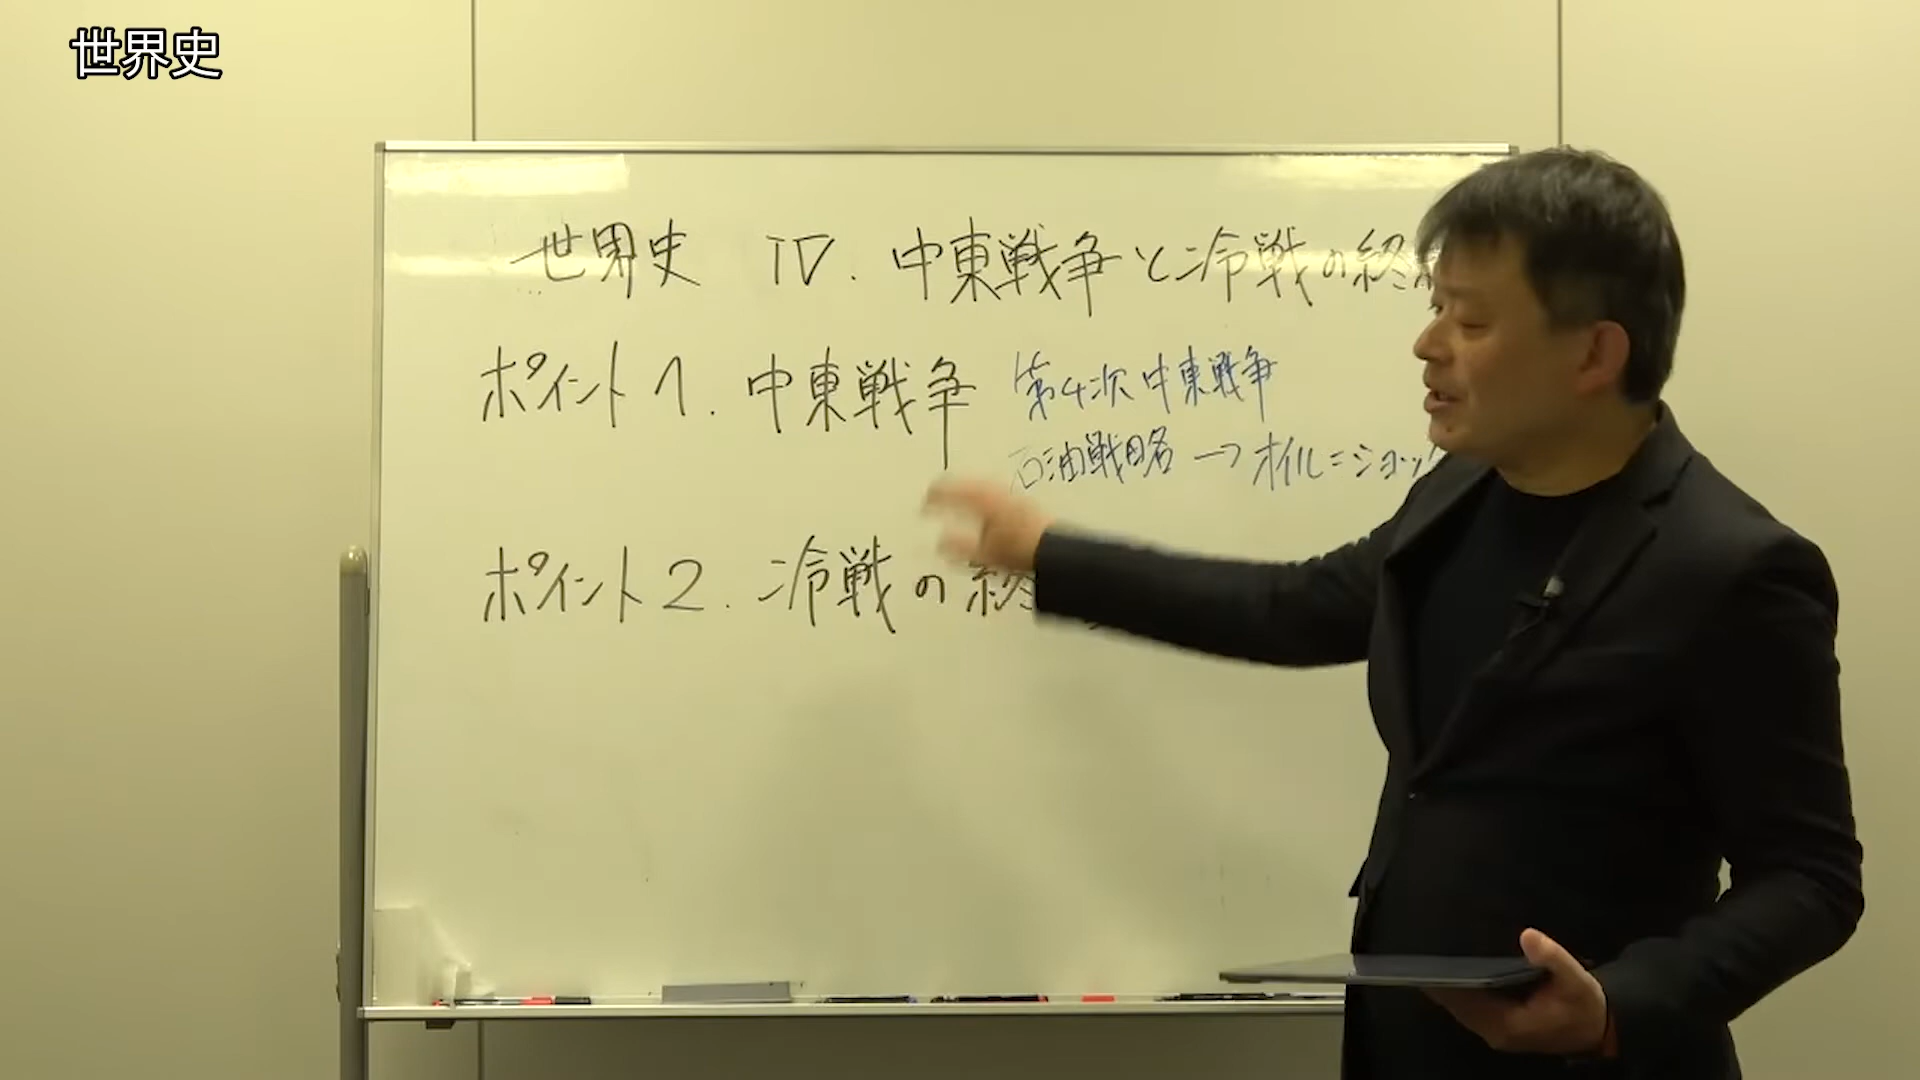 世界史
世界史 IV. 中東戦争と冷戦の終
ポイント1. 中東戦争
第4次中東戦争
石油戦略→オイル=ショッ
ポイント2. 冷戦の終